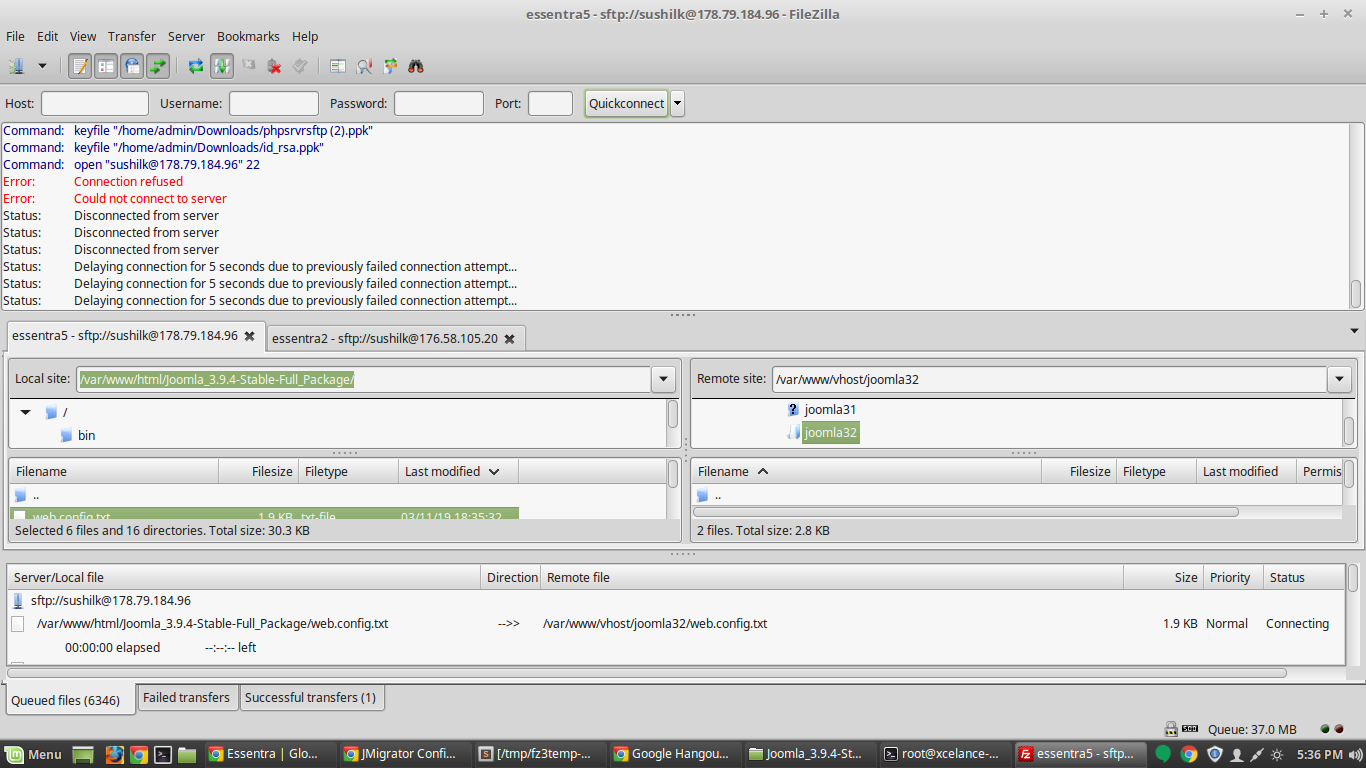 essentra5 - sftp://sushilk@178.79.184.96 - FileZilla
File Edit View Transfer Server Bookmarks Help
Host: Username: Password: Port: Quickconnect
Command: keyfile "/home/admin/Downloads/phpsrvrsftp (2).ppk"
Command: keyfile "/home/admin/Downloads/id_rsa.ppk"
Command: open "sushilk@178.79.184.96" 22
Error: Connection refused
Error: Could not connect to server
Status: Disconnected from server
Status: Disconnected from server
Status: Disconnected from server
Status: Delaying connection for 5 seconds due to previously failed connection attempt...
Status: Delaying connection for 5 seconds due to previously failed connection attempt...
Status: Delaying connection for 5 seconds due to previously failed connection attempt...
essentra5 - sftp://sushilk@178.79.184.96 essentra2 - sftp://sushilk@176.58.105.20
Local site: /var/www/html/Joomla_3.9.4-Stable-Full_Package/
/
bin
Filename Filesize Filetype Last modified
..
web.config.txt 1.9 KB txt-file 03/11/19 18:35:32
Selected 6 files and 16 directories. Total size: 30.3 KB
Remote site: /var/www/vhost/joomla32
joomla31
joomla32
Filename Filesize Filetype Last modified Permis
..
2 files. Total size: 2.8 KB
Server/Local file Direction Remote file Size Priority Status
sftp://sushilk@178.79.184.96
/var/www/html/Joomla_3.9.4-Stable-Full_Package/web.config.txt -->> /var/www/vhost/joomla32/web.config.txt 1.9 KB Normal Connecting
00:00:00 elapsed --:--:-- left
Queued files (6346) Failed transfers Successful transfers (1)
Queue: 37.0 MB
Menu Essentra | Glo... JMigrator Confi... [/tmp/fz3temp-... Google Hangou... Joomla_3.9.4-St... root@xcelance-... essentra5 - sftp... 5:36 PM